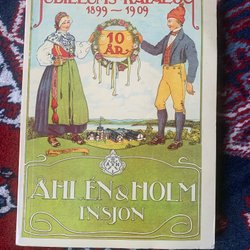 JUBILEUMS-KATALOG
1899-1909
10
ÅR
ÅHLÉN & HOLM
INSJÖN